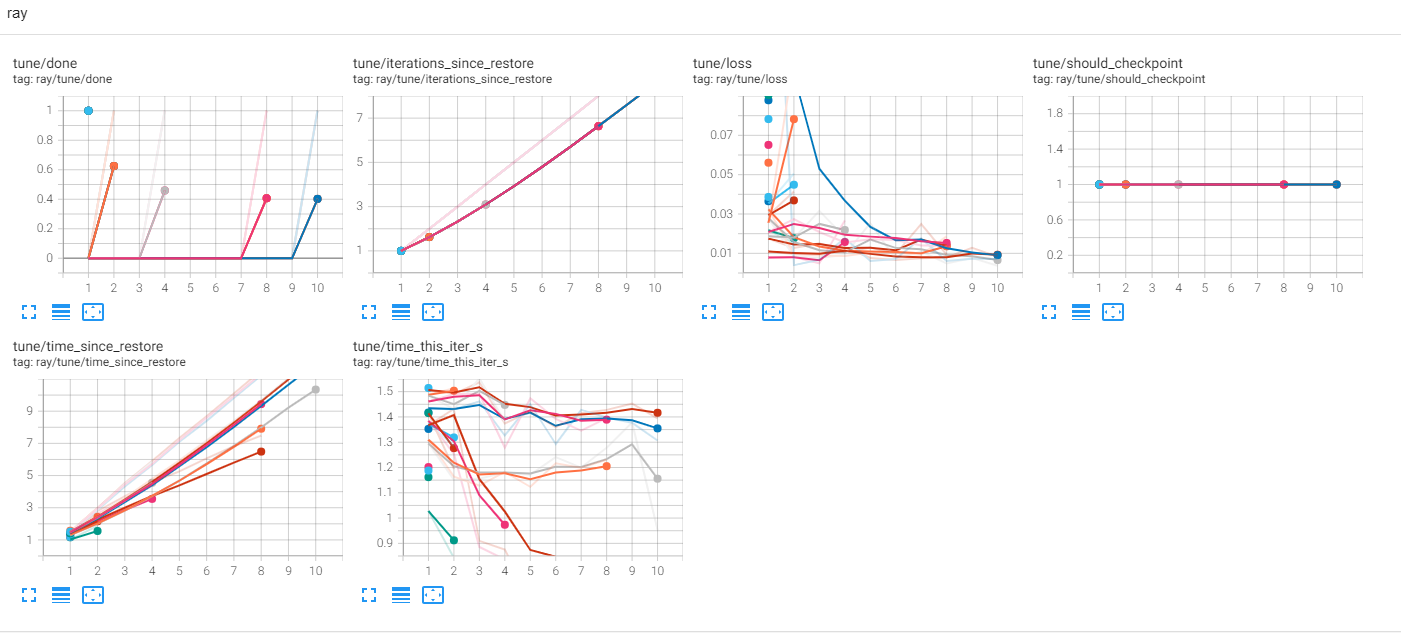 ray
tune/done
tag: ray/tune/done
1
0.8
0.6
0.4
0.2
0
1 2 3 4 5 6 7 8 9 10
tune/iterations_since_restore
tag: ray/tune/iterations_since_restore
7
5
3
1
1 2 3 4 5 6 7 8 9 10
tune/loss
tag: ray/tune/loss
0.07
0.05
0.03
0.01
1 2 3 4 5 6 7 8 9 10
tune/should_checkpoint
tag: ray/tune/should_checkpoint
1.8
1.4
1
0.6
0.2
1 2 3 4 5 6 7 8 9 10
tune/time_since_restore
tag: ray/tune/time_since_restore
9
7
5
3
1
1 2 3 4 5 6 7 8 9 10
tune/time_this_iter_s
tag: ray/tune/time_this_iter_s
1.5
1.4
1.3
1.2
1.1
1
0.9
1 2 3 4 5 6 7 8 9 10